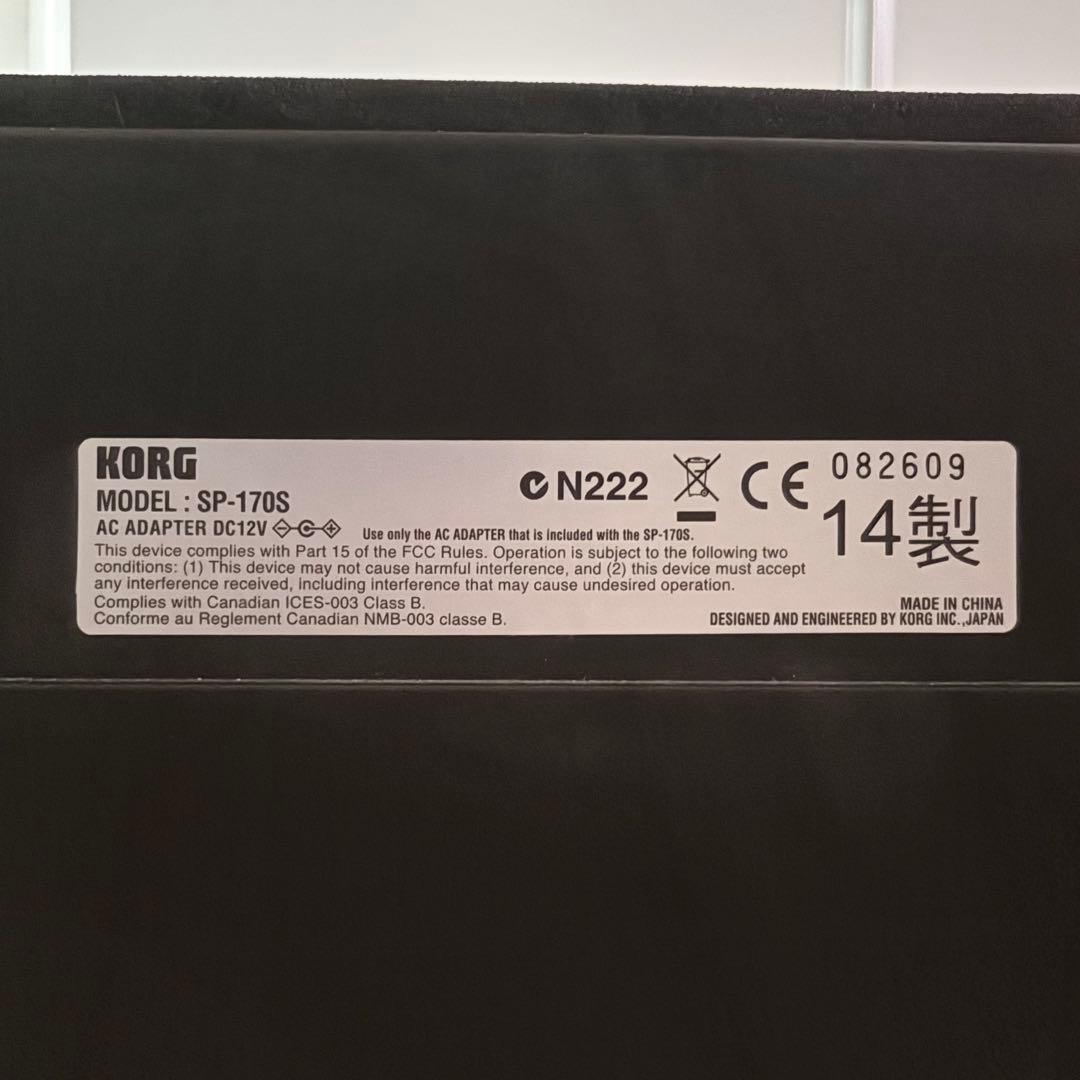 KORG
MODEL : SP-170S
AC ADAPTER DC12V
Use only the AC ADAPTER that is included with the SP-170S.
This device complies with Part 15 of the FCC Rules. Operation is subject to the following two
conditions: (1) This device may not cause harmful interference, and (2) this device must accept
any interference received, including interference that may cause undesired operation.
Complies with Canadian ICES-003 Class B.
Conforme au Reglement Canadian NMB-003 classe B.
N222
CE
082609
14製
MADE IN CHINA
DESIGNED AND ENGINEERED BY KORG INC.,JAPAN